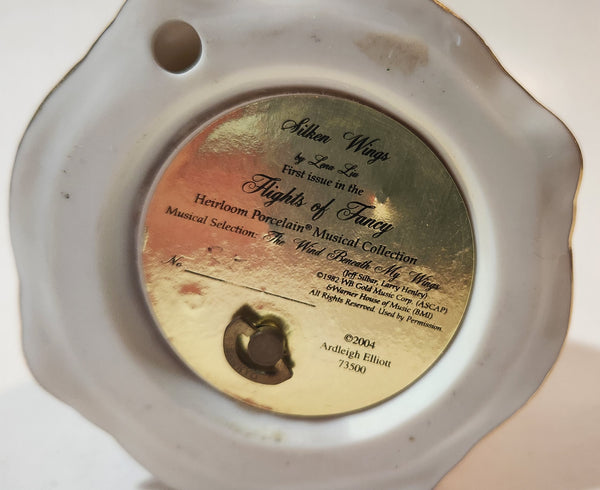 Silken Wings
by Lena Liu
First issue in the
Flights of Fancy
Heirloom Porcelain® Musical Collection
Musical Selection: The Wind Beneath My Wings
(Jeff Silbar, Larry Henley)
©1982 WB Gold Music Corp. (ASCAP)
&Warner House of Music (BMI)
All Rights Reserved. Used by Permission.
No.
©2004
Ardleigh Elliott
73500